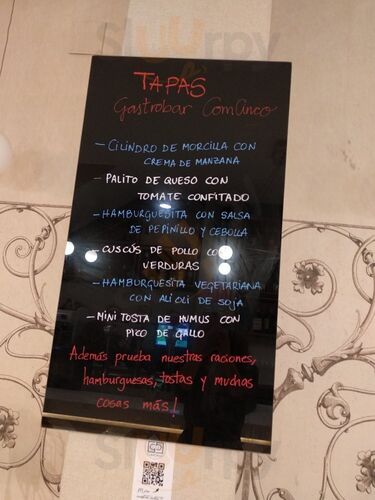 Slurrpy
TAPAS
Gastrobar ComCinco
- CILINDRO DE MORCILLA CON
CREMA DE MANZANA
- PALITO DE QUESO CON
TOMATE CONFITADO
- HAMBURGUESITA CON SALSA
DE PEPINILLO Y CEBOLLA
- CUSCÚS DE POLLO CON
VERDURAS
- HAMBURGUESITA VEGETARIANA
CON ALIOLI DE SOJA
- MINI TOSTA DE HUMUS CON
PICO DE GALLO
Además prueba nuestras raciones,
hamburguesas, tostas y muchas
cosas más!